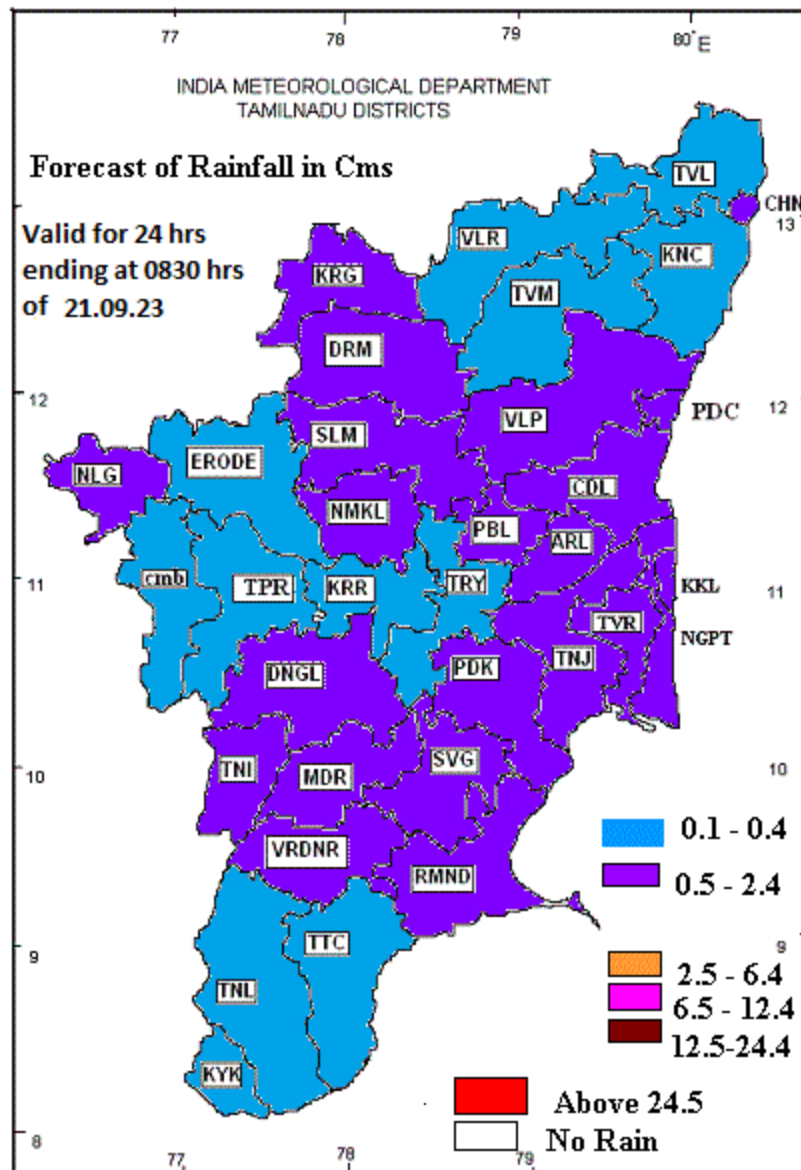 77 78 79 80°E
INDIA METEOROLOGICAL DEPARTMENT
TAMILNADU DISTRICTS
Forecast of Rainfall in Cms
TVL
CHN
13
Valid for 24 hrs
ending at 0830 hrs
of 21.09.23
VLR
KNC
KRG
TVM
DRM
12 12
PDC
VLP
SLM
ERODE
NLG
CDL
NMKL
PBL
ARL
11 11
cmb
TPR
KRR
TRY
KKL
TVR
NGPT
DNGL
PDK
TNJ
10 10
TNI
MDR
SVG
0.1 - 0.4
VRDNR
RMND
0.5 - 2.4
9 9
TTC
TNL
2.5 - 6.4
6.5 - 12.4
12.5-24.4
KYK
Above 24.5
No Rain
8
77 78 79